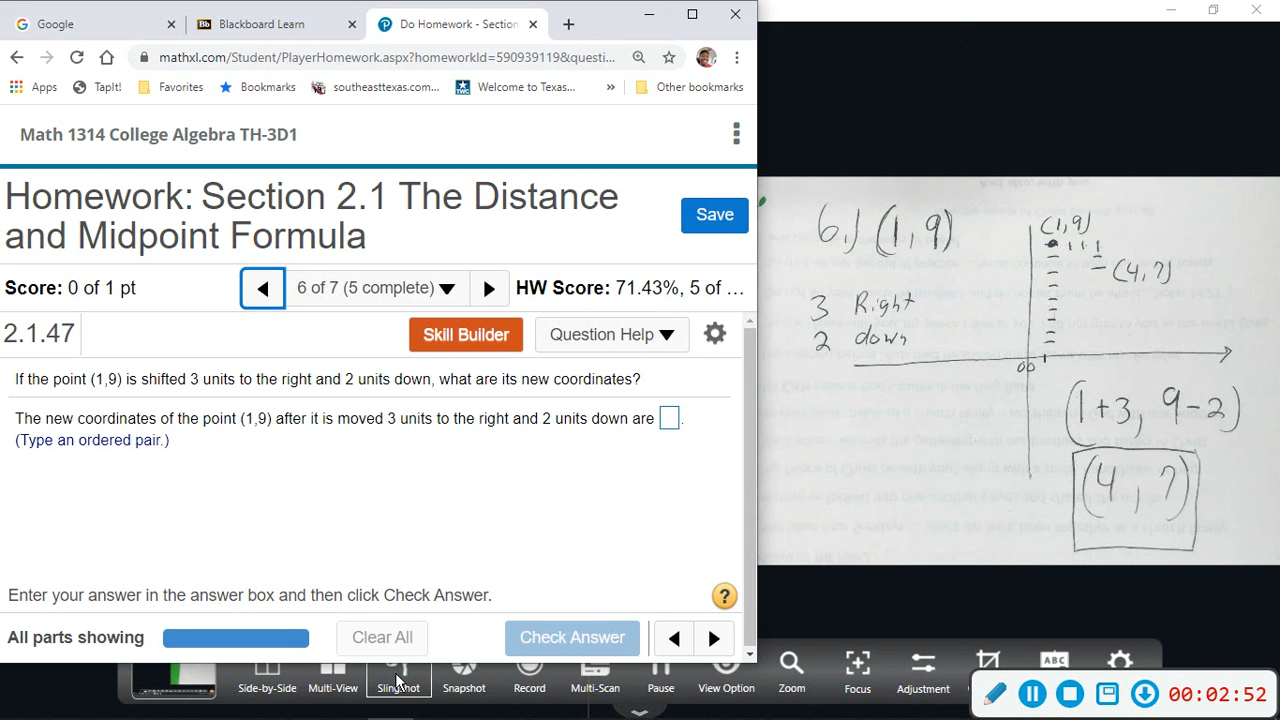 Google
Blackboard Learn
Do Homework - Section
mathxl.com/Student/PlayerHomework.aspx?homeworkId=590939119&questi...
Apps
TapIt!
Favorites
Bookmarks
southeasttexas.com...
Welcome to Texas...
»
Other bookmarks
Math 1314 College Algebra TH-3D1
Homework: Section 2.1 The Distance
and Midpoint Formula
Save
Score: 0 of 1 pt
6 of 7 (5 complete)
HW Score: 71.43%, 5 of ...
2.1.47
Skill Builder
Question Help
If the point (1,9) is shifted 3 units to the right and 2 units down, what are its new coordinates?
The new coordinates of the point (1,9) after it is moved 3 units to the right and 2 units down are .
(Type an ordered pair.)
Enter your answer in the answer box and then click Check Answer.
?
All parts showing
Clear All
Check Answer
6.) (1, 9)
(1, 9)
(4, 7)
3 Right
2 down
00
(1+3, 9-2)
(4, 7)
Side-by-Side
Multi-View
Slingshot
Snapshot
Record
Multi-Scan
Pause
View Option
Zoom
Focus
Adjustment
ABC
00:02:52